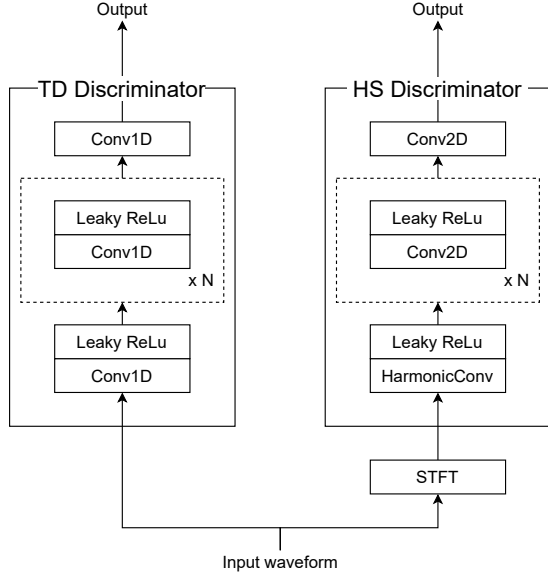 Output
TD Discriminator
Conv1D
Leaky ReLu
Conv1D
x N
Leaky ReLu
Conv1D
Output
HS Discriminator
Conv2D
Leaky ReLu
Conv2D
x N
Leaky ReLu
HarmonicConv
STFT
Input waveform